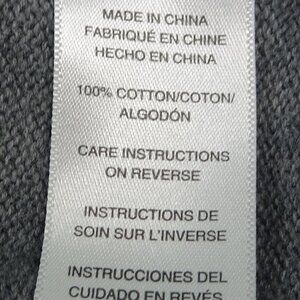 MADE IN CHINA
FABRIQUÉ EN CHINE
HECHO EN CHINA
100% COTTON/COTON/
ALGODÓN
CARE INSTRUCTIONS
ON REVERSE
INSTRUCTIONS DE
SOIN SUR L'INVERSE
INSTRUCCIONES DEL
CUIDADO EN REVÉS